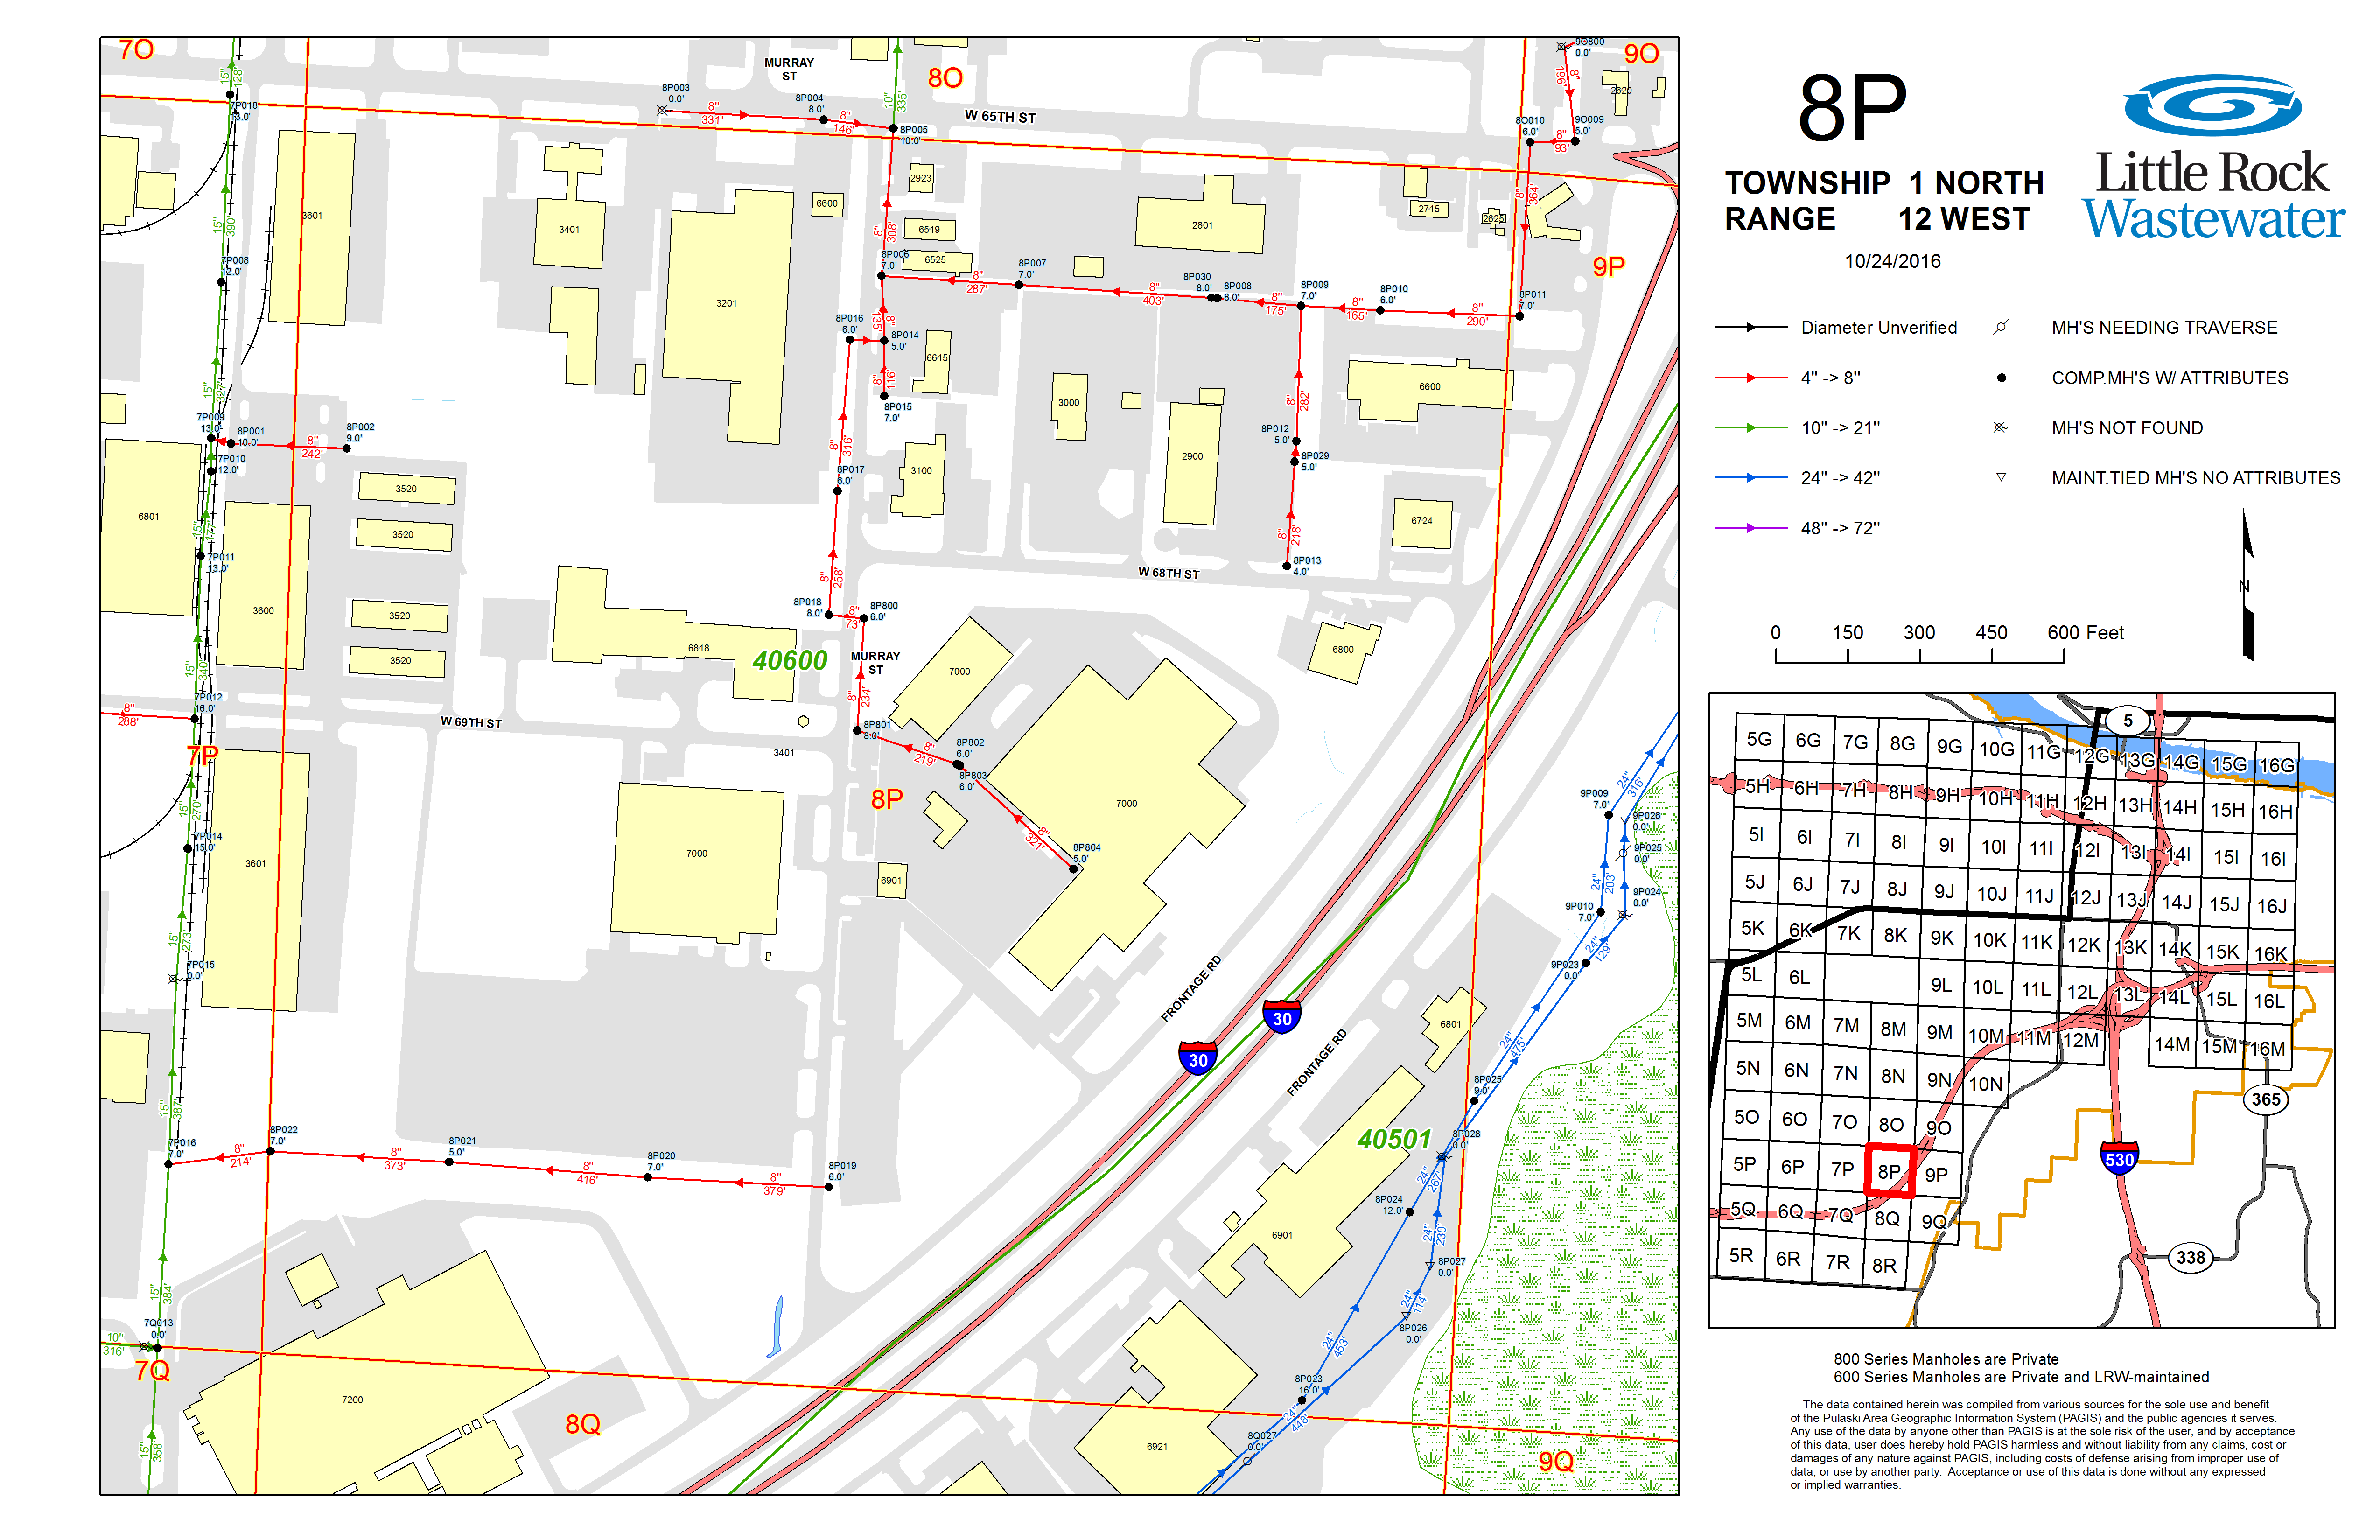 7O
8O
9O
7P
8P
9P
7Q
8Q
9Q
MURRAY
ST
W 65TH ST
W 68TH ST
W 69TH ST
MURRAY
ST
FRONTAGE RD
FRONTAGE RD
30
30
40600
40501
8P003
0.0'
8"
331'
8P004
8.0'
8"
146'
8P005
10.0'
10"
335'
9O800
0.0'
8"
196'
9O009
5.0'
8O010
6.0'
8"
93'
8"
364'
2620
15"
128'
7P018
13.0'
15"
390'
7P008
12.0'
15"
327'
7P009
13.0'
8P001
10.0'
8"
242'
8P002
9.0'
7P010
12.0'
15"
177'
7P011
13.0'
15"
340'
7P012
16.0'
8"
288'
15"
270'
7P014
15.0'
15"
273'
7P015
0.0'
15"
387'
7P016
7.0'
8"
214'
8P022
7.0'
8"
373'
8P021
5.0'
8"
416'
8P020
7.0'
8"
379'
8P019
6.0'
15"
384'
7Q013
0.0'
10"
316'
15"
358'
8"
308'
8P006
7.0'
8"
287'
8P007
7.0'
8"
403'
8P030
8.0'
8P008
8.0'
8"
175'
8P009
7.0'
8"
165'
8P010
6.0'
8"
290'
8P011
7.0'
8"
135'
8P016
6.0'
8P014
5.0'
8"
116'
8P015
7.0'
8"
316'
8P017
6.0'
8"
258'
8P018
8.0'
8"
73'
8P800
6.0'
8"
234'
8P801
8.0'
8"
219'
8P802
6.0'
8P803
6.0'
8"
321'
8P804
5.0'
8"
282'
8P012
5.0'
8P029
5.0'
8"
218'
8P013
4.0'
24"
316'
9P009
7.0'
9P026
0.0'
9P025
0.0'
24"
203'
9P024
0.0'
9P010
7.0'
24"
129'
9P023
0.0'
24"
475'
8P025
9.0'
8P028
0.0'
24"
267'
8P024
12.0'
24"
230'
8P027
0.0'
24"
114'
8P026
0.0'
24"
453'
8P023
16.0'
24"
448'
8Q027
0.0'
3601
3401
3201
6600
2923
6519
6525
2801
2715
2625
6615
3000
6600
3100
2900
6724
6801
3520
3520
3520
3520
3600
6818
7000
6800
3401
7000
7000
3601
6901
6801
6901
6921
7200
8P
TOWNSHIP 1 NORTH
RANGE 12 WEST
10/24/2016
Little Rock
Wastewater
Diameter Unverified
MH'S NEEDING TRAVERSE
4" -> 8"
COMP.MH'S W/ ATTRIBUTES
10" -> 21"
MH'S NOT FOUND
24" -> 42"
MAINT.TIED MH'S NO ATTRIBUTES
48" -> 72"
N
0 150 300 450 600 Feet
5
5G 6G 7G 8G 9G 10G 11G 12G 13G 14G 15G 16G
5H 6H 7H 8H 9H 10H 11H 12H 13H 14H 15H 16H
5I 6I 7I 8I 9I 10I 11I 12I 13I 14I 15I 16I
5J 6J 7J 8J 9J 10J 11J 12J 13J 14J 15J 16J
5K 6K 7K 8K 9K 10K 11K 12K 13K 14K 15K 16K
5L 6L 9L 10L 11L 12L 13L 14L 15L 16L
5M 6M 7M 8M 9M 10M 11M 12M 14M 15M 16M
5N 6N 7N 8N 9N 10N
365
5O 6O 7O 8O 9O
530
5P 6P 7P 8P 9P
5Q 6Q 7Q 8Q 9Q
5R 6R 7R 8R
338
800 Series Manholes are Private
600 Series Manholes are Private and LRW-maintained
The data contained herein was compiled from various sources for the sole use and benefit
of the Pulaski Area Geographic Information System (PAGIS) and the public agencies it serves.
Any use of the data by anyone other than PAGIS is at the sole risk of the user, and by acceptance
of this data, user does hereby hold PAGIS harmless and without liability from any claims, cost or
damages of any nature against PAGIS, including costs of defense arising from improper use of
data, or use by another party. Acceptance or use of this data is done without any expressed
or implied warranties.